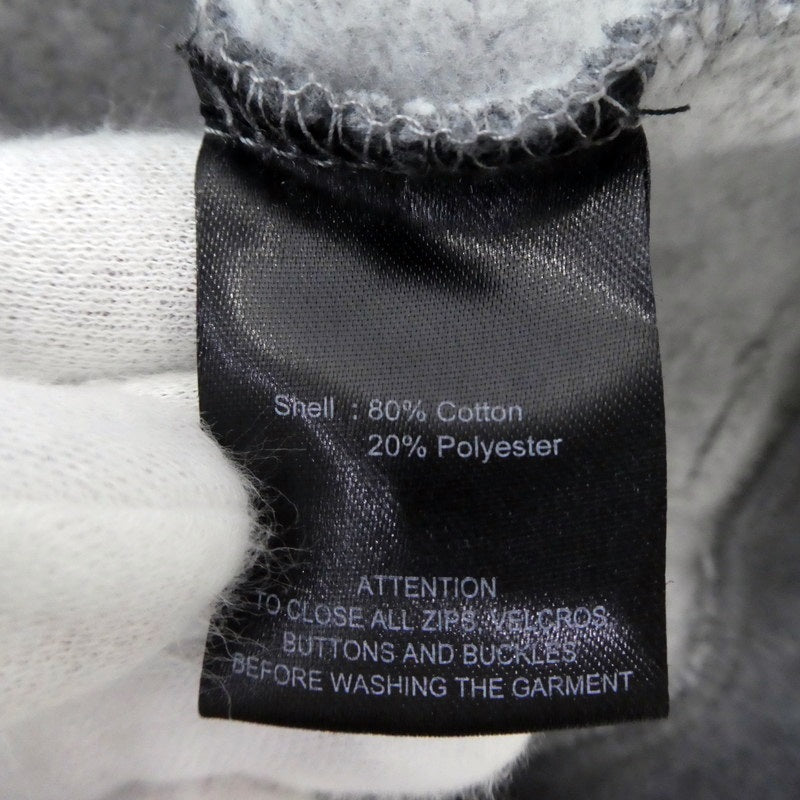 Shell : 80% Cotton
20% Polyester
ATTENTION
TO CLOSE ALL ZIPS, VELCROS,
BUTTONS AND BUCKLES
BEFORE WASHING THE GARMENT